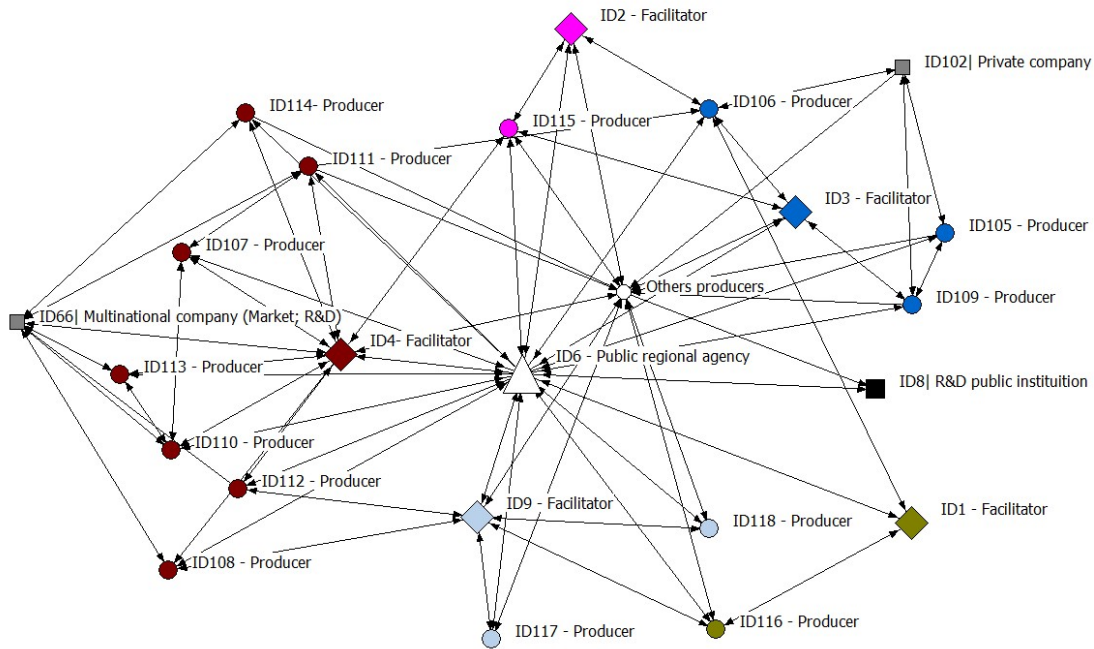 ID2 - Facilitator
ID102| Private company
ID114- Producer
ID106 - Producer
ID115 - Producer
ID111 - Producer
ID3 - Facilitator
ID105 - Producer
ID107 - Producer
Others producers
ID109 - Producer
ID66| Multinational company (Market; R&D)
ID4- Facilitator
ID6 - Public regional agency
ID113 - Producer
ID8| R&D public instituition
ID110 - Producer
ID112 - Producer
ID9 - Facilitator
ID1 - Facilitator
ID118 - Producer
ID108 - Producer
ID116 - Producer
ID117 - Producer